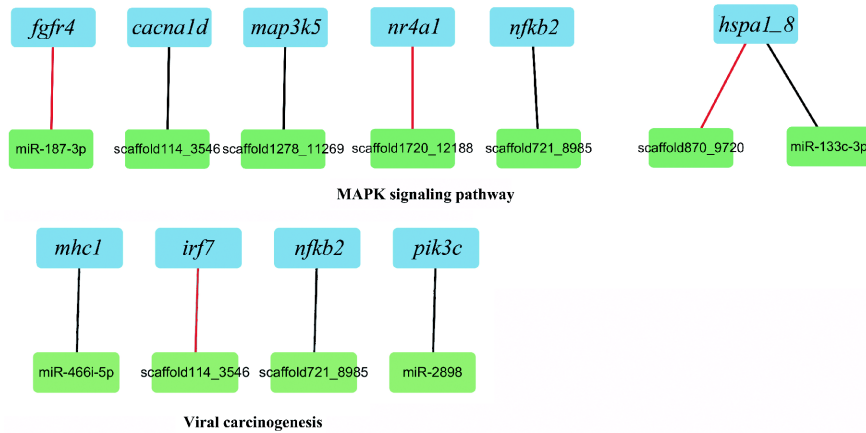 fgfr4 cacna1d map3k5 nr4a1 nfkb2 hspa1_8
miR-187-3p scaffold114_3546 scaffold1278_11269 scaffold1720_12188 scaffold721_8985 scaffold870_9720 miR-133c-3p
MAPK signaling pathway
mhc1 irf7 nfkb2 pik3c
miR-466i-5p scaffold114_3546 scaffold721_8985 miR-2898
Viral carcinogenesis